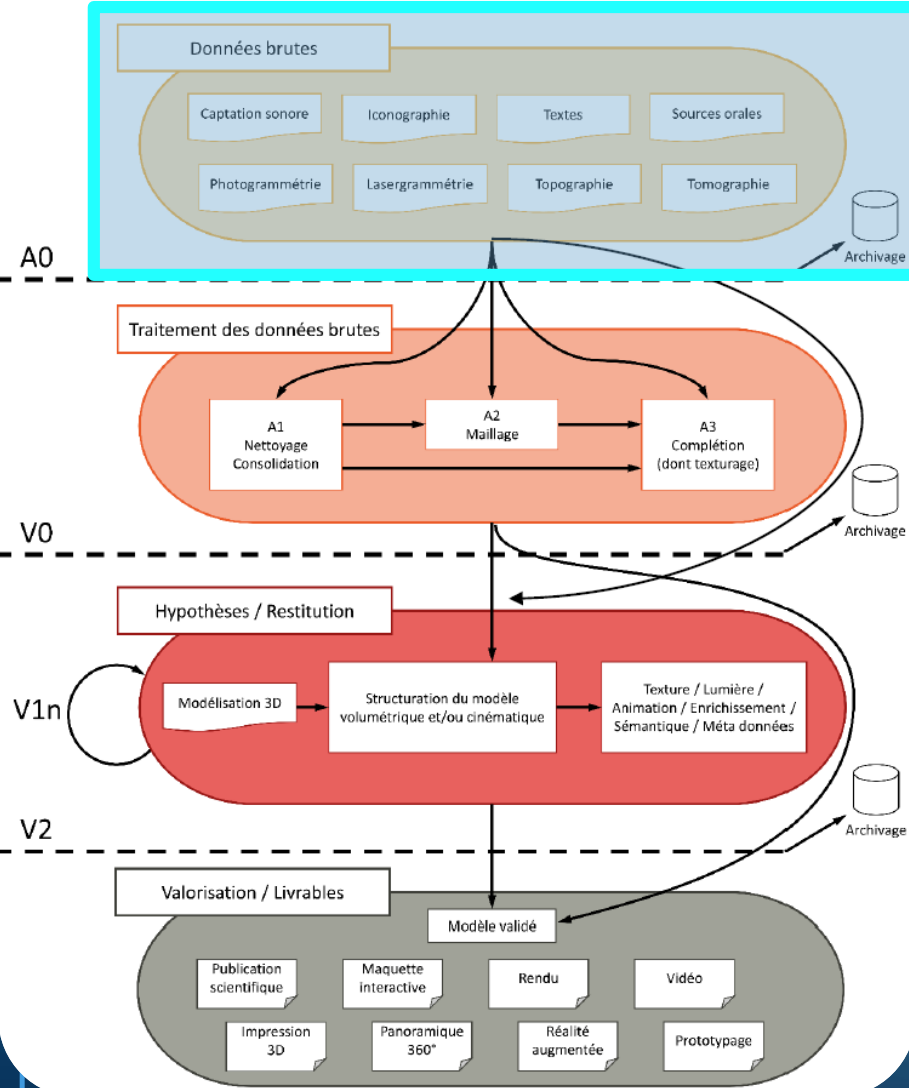 Données brutes
Captation sonore
Iconographie
Textes
Sources orales
Photogrammétrie
Lasergrammétrie
Topographie
Tomographie
Archivage
A0
Traitement des données brutes
A1
Nettoyage
Consolidation
A2
Maillage
A3
Complétion
(dont texturage)
Archivage
V0
Hypothèses / Restitution
V1n
Modélisation 3D
Structuration du modèle
volumétrique et/ou cinématique
Texture / Lumière /
Animation / Enrichissement /
Sémantique / Méta données
Archivage
V2
Valorisation / Livrables
Modèle validé
Publication
scientifique
Maquette
interactive
Rendu
Vidéo
Impression
3D
Panoramique
360°
Réalité
augmentée
Prototypage